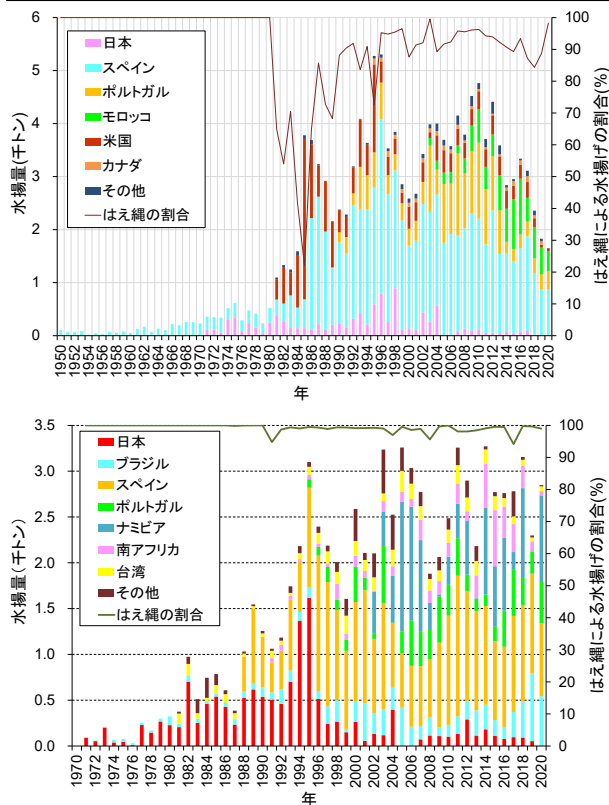 水揚量(千トン)
6
5
4
3
2
1
0
日本
スペイン
ポルトガル
モロッコ
米国
カナダ
その他
はえ縄の割合
100
90
80
70
60
50
40
30
20
10
0
はえ縄による水揚げの割合(%)
1950 1952 1954 1956 1958 1960 1962 1964 1966 1968 1970 1972 1974 1976 1978 1980 1982 1984 1986 1988 1990 1992 1994 1996 1998 2000 2002 2004 2006 2008 2010 2012 2014 2016 2018 2020
年
水揚量(千トン)
3.5
3.0
2.5
2.0
1.5
1.0
0.5
0.0
日本
ブラジル
スペイン
ポルトガル
ナミビア
南アフリカ
台湾
その他
はえ縄の割合
100
90
80
70
60
50
40
30
20
10
0
はえ縄による水揚げの割合(%)
1970 1972 1974 1976 1978 1980 1982 1984 1986 1988 1990 1992 1994 1996 1998 2000 2002 2004 2006 2008 2010 2012 2014 2016 2018 2020
年